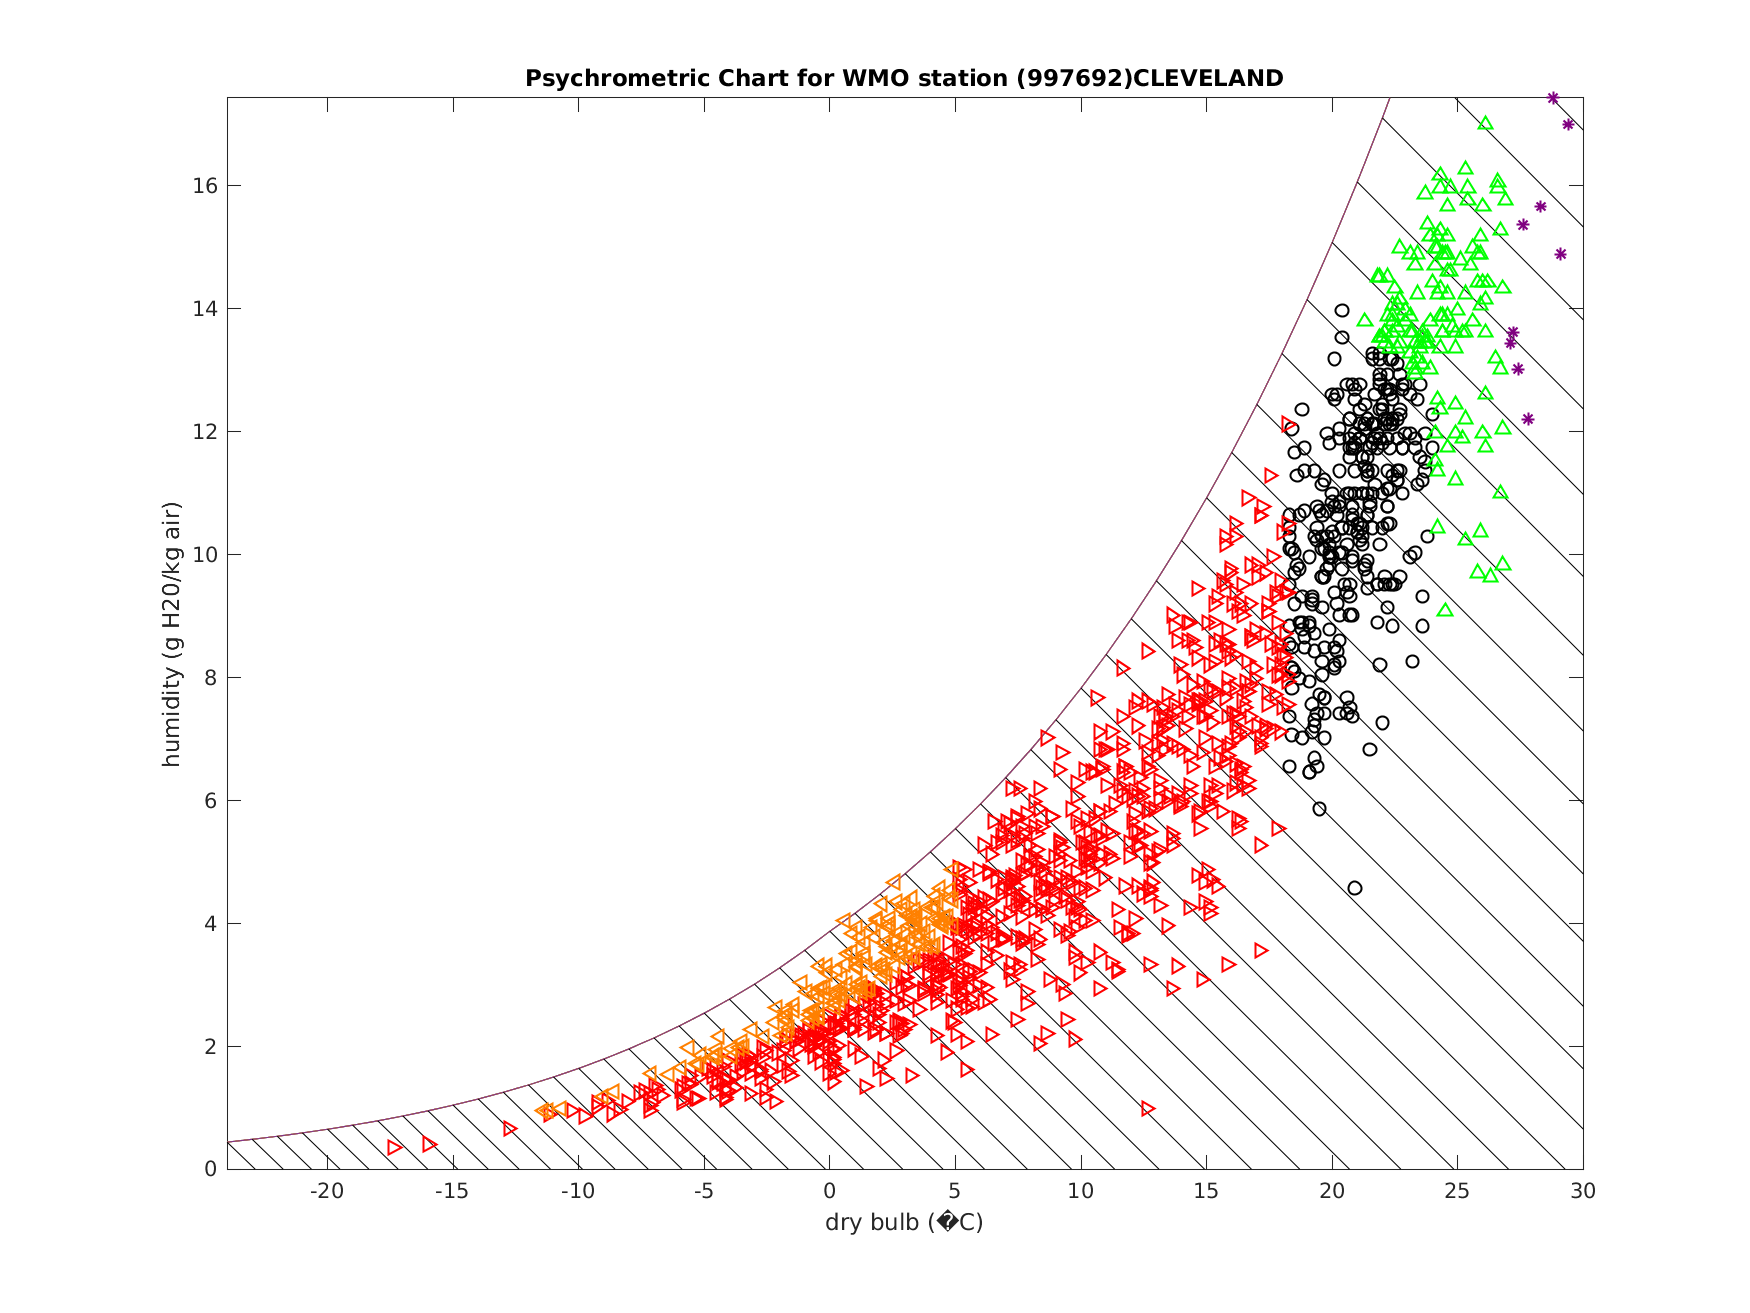 Psychrometric Chart for WMO station (997692)CLEVELAND
humidity (g H20/kg air)
16
14
12
10
8
6
4
2
0
-20 -15 -10 -5 0 5 10 15 20 25 30
dry bulb (�C)